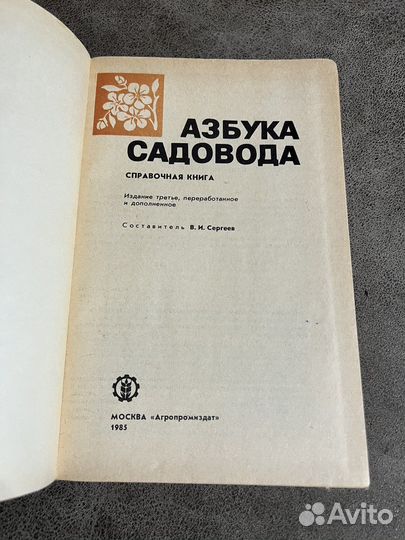 АЗБУКА
САДОВОДА
СПРАВОЧНАЯ КНИГА
Издание третье, переработанное
и дополненное
Составитель В. И. Сергеев
МОСКВА «Агропромиздат»
1985
Avito